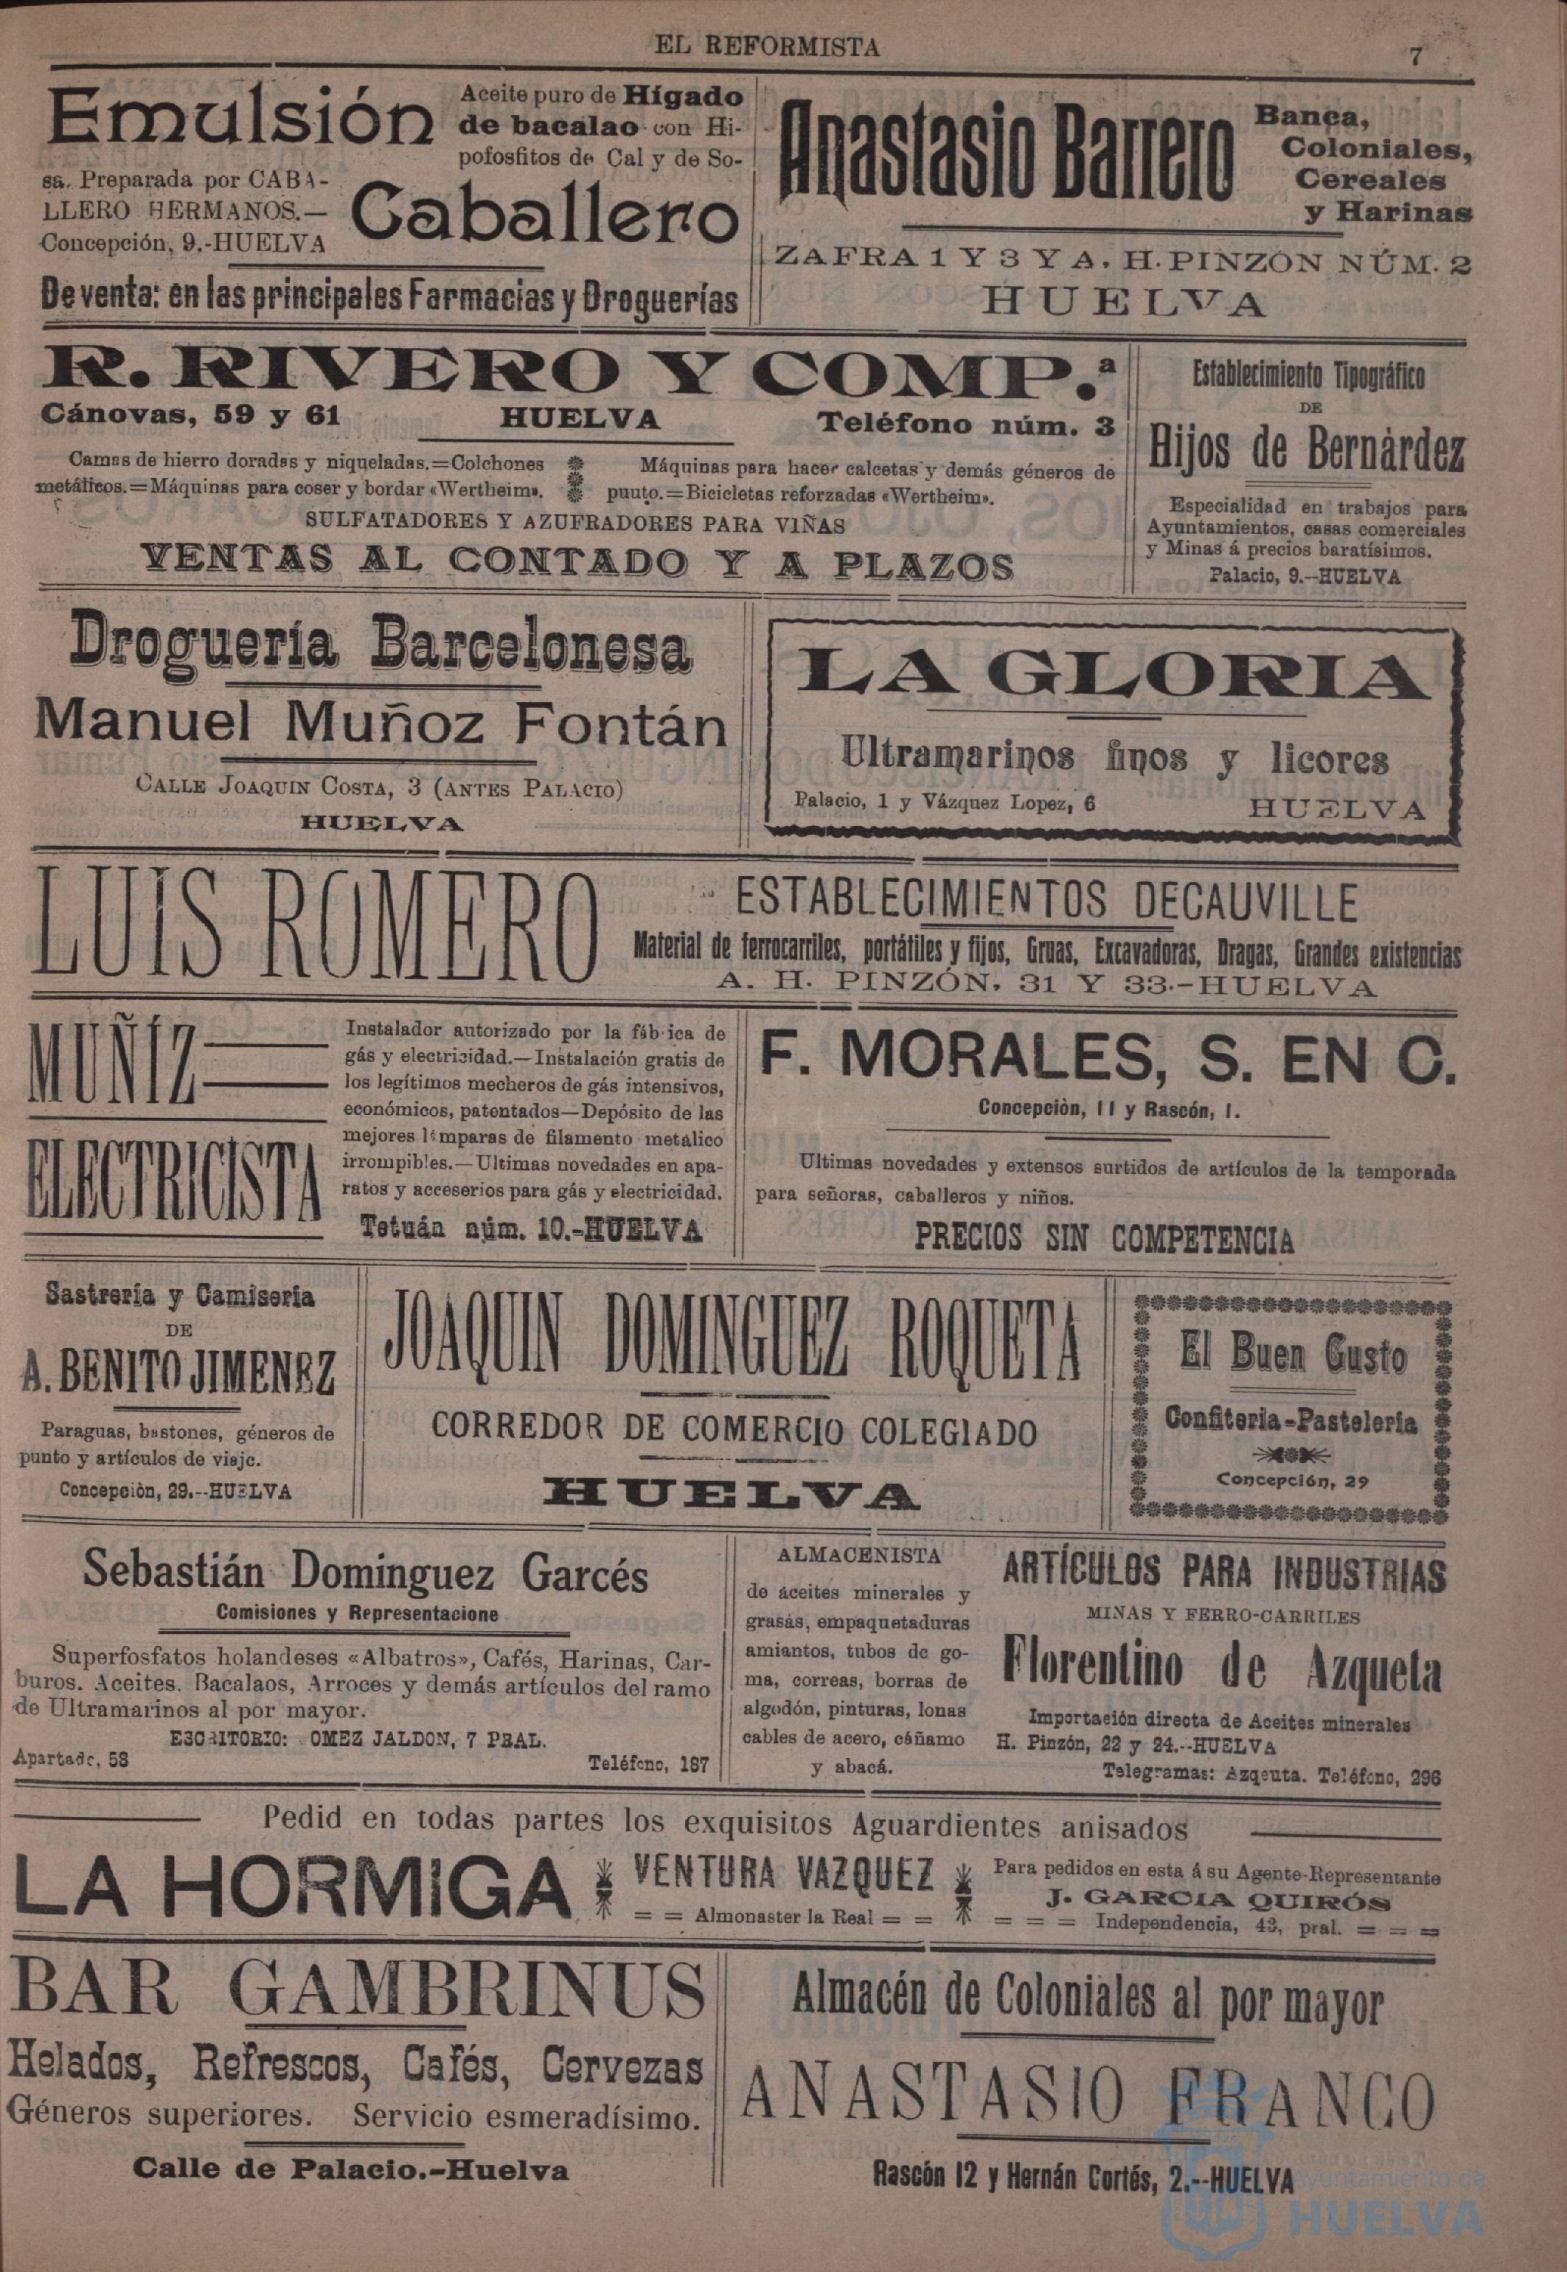 EL REFORMISTA
7
Emulsión
Aceite puro de Hígado
de bacalao con Hi-
pofosfitos de Cal y de So-
sa. Preparada por CABA-
LLERO HERMANOS.—
Concepción, 9.-HUELVA
Caballero
De venta: en las principales Farmacias y Droguerías
Anastasio Barrero
Banca,
Coloniales,
Cereales
y Harinas
ZAFRA 1 Y 3 Y A. H. PINZÓN NÚM. 2
HUELVA
R. RIVERO Y COMP.ª
Cánovas, 59 y 61
HUELVA
Teléfono núm. 3
Camas de hierro doradas y niqueladas.=Colchones
metálicos.=Máquinas para coser y bordar «Wertheim».
Máquinas para hacer calcetas y demás géneros de
puuto.=Bicicletas reforzadas «Wertheim».
SULFATADORES Y AZUFRADORES PARA VIÑAS
VENTAS AL CONTADO Y A PLAZOS
Establecimiento Tipográfico
DE
Hijos de Bernárdez
Especialidad en trabajos para
Ayuntamientos, casas comerciales
y Minas á precios baratísimos.
Palacio, 9.--HUELVA
Droguería Barcelonesa
Manuel Muñoz Fontán
CALLE JOAQUIN COSTA, 3 (ANTES PALACIO)
HUELVA
LA GLORIA
Ultramarinos finos y licores
Palacio, 1 y Vázquez Lopez, 6
HUELVA
LUIS ROMERO
ESTABLECIMIENTOS DECAUVILLE
Material de ferrocarriles, portátiles y fijos, Gruas, Excavadoras, Dragas, Grandes existencias
A. H. PINZÓN, 31 Y 33.-HUELVA
MUÑÍZ
ELECTRICISTA
Instalador autorizado por la fábrica de
gás y electricidad.—Instalación gratis de
los legítimos mecheros de gás intensivos,
económicos, patentados—Depósito de las
mejores lámparas de filamento metálico
irrompibles.—Ultimas novedades en apa-
ratos y acceserios para gás y electricidad.
Tetuán núm. 10.-HUELVA
F. MORALES, S. EN C.
Concepciòn, 11 y Rascón, 1.
Ultimas novedades y extensos surtidos de artículos de la temporada
para señoras, caballeros y niños.
PRECIOS SIN COMPETENCIA
Sastrería y Camisería
DE
A. BENITO JIMENEZ
Paraguas, bastones, géneros de
punto y artículos de viaje.
Concepciòn, 29.--HUELVA
JOAQUIN DOMINGUEZ ROQUETA
CORREDOR DE COMERCIO COLEGIADO
HUELVA
El Buen Gusto
Confiteria-Pastelería
Concepción, 29
Sebastián Dominguez Garcés
Comisiones y Representacione
Superfosfatos holandeses «Albatros», Cafés, Harinas, Car-
buros. Aceites. Bacalaos, Arroces y demás artículos del ramo
de Ultramarinos al por mayor.
ESCRITORIO: OMEZ JALDON, 7 PRAL.
Apartado, 58
Teléfono, 187
ALMACENISTA
de áceites minerales y
grasás, empaquetaduras
amiantos, tubos de go-
ma, correas, borras de
algodón, pinturas, lonas
cables de acero, cáñamo
y abacá.
ARTÍCULOS PARA INDUSTRIAS
MINAS Y FERRO-CARRILES
Florentino de Azqueta
Importación directa de Aceites minerales
H. Pinzón, 22 y 24.--HUELVA
Telegramas: Azqeuta. Teléfono, 296
Pedid en todas partes los exquisitos Aguardientes anisados
LA HORMIGA
VENTURA VAZQUEZ
= = Almonaster la Real = =
Para pedidos en esta á su Agente-Representante
J. GARCIA QUIRÓS
= = = Independencia, 43, pral. = = =
BAR GAMBRINUS
Helados, Refrescos, Cafés, Cervezas
Géneros superiores. Servicio esmeradísimo.
Calle de Palacio.-Huelva
Almacén de Coloniales al por mayor
ANASTASIO FRANCO
Rascón 12 y Hernán Cortés, 2.--HUELVA
Ayuntamiento de
HUELVA